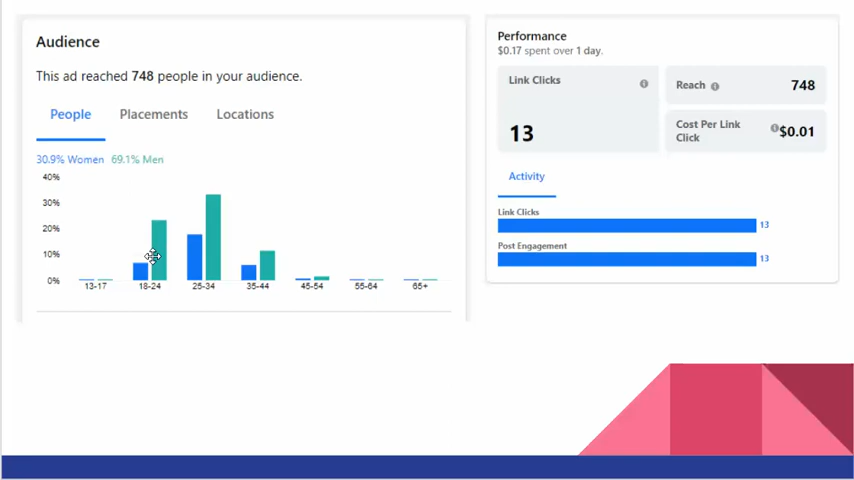 Audience
This ad reached 748 people in your audience.
People Placements Locations
30.9% Women 69.1% Men
40%
30%
20%
10%
0%
13-17 18-24 25-34 35-44 45-54 55-64 65+
Performance
$0.17 spent over 1 day.
Link Clicks
13
Reach 748
Cost Per Link
Click
$0.01
Activity
Link Clicks
13
Post Engagement
13